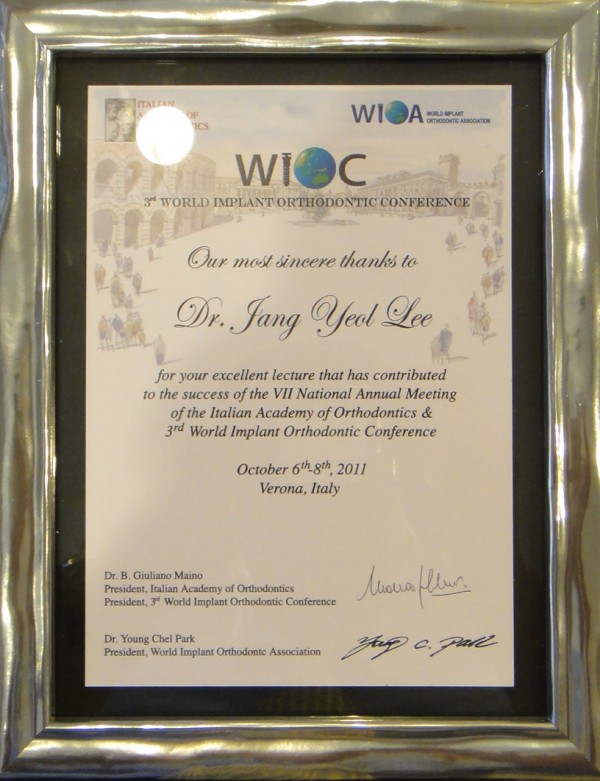 ITALIAN
OF
WIOA WORLD IMPLANT
ORTHODONTIC ASSOCIATION
WIOC
3rd WORLD IMPLANT ORTHODONTIC CONFERENCE
Our most sincere thanks to
Dr. Jang Yeol Lee
for your excellent lecture that has contributed
to the success of the VII National Annual Meeting
of the Italian Academy of Orthodontics &
3rd World Implant Orthodontic Conference
October 6th-8th, 2011
Verona, Italy
Dr. B. Giuliano Maino
President, Italian Academy of Orthodontics
President, 3rd World Implant Orthodontic Conference
Dr. Young Chel Park
President, World Implant Orthodontc Association
Yang C. Park